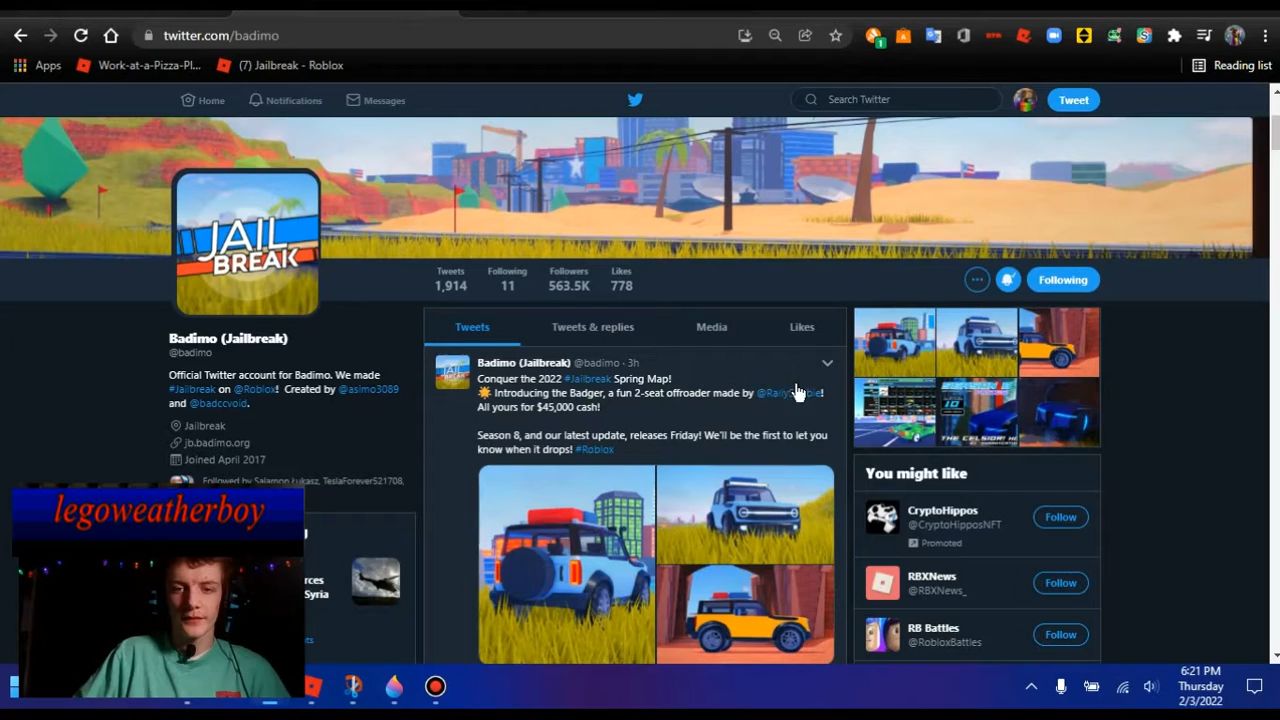 twitter.com/badimo
Apps
Work-at-a-Pizza-Pl...
(7) Jailbreak - Roblox
Reading list
Home
Notifications
Messages
Search Twitter
Tweet
JAIL
BREAK
Tweets
1,914
Following
11
Followers
563.5K
Likes
778
Following
Badimo (Jailbreak)
@badimo
Official Twitter account for Badimo. We made
#Jailbreak on @Roblox! Created by @asimo3089
and @badccvoid.
Jailbreak
jb.badimo.org
Joined April 2017
Followed by Salamon Łukasz, TeslaForever521708,
Tweets
Tweets & replies
Media
Likes
Badimo (Jailbreak) @badimo · 3h
Conquer the 2022 #Jailbreak Spring Map!
Introducing the Badger, a fun 2-seat offroader made by
All yours for $45,000 cash!
Season 8, and our latest update, releases Friday! We'll be the first to let you
know when it drops! #Roblox
You might like
CryptoHippos
@CryptoHipposNFT
Promoted
Follow
RBXNews
@RBXNews_
Follow
RB Battles
@RobloxBattles
Follow
legoweatherboy
Syria
6:21 PM
Thursday
2/3/2022